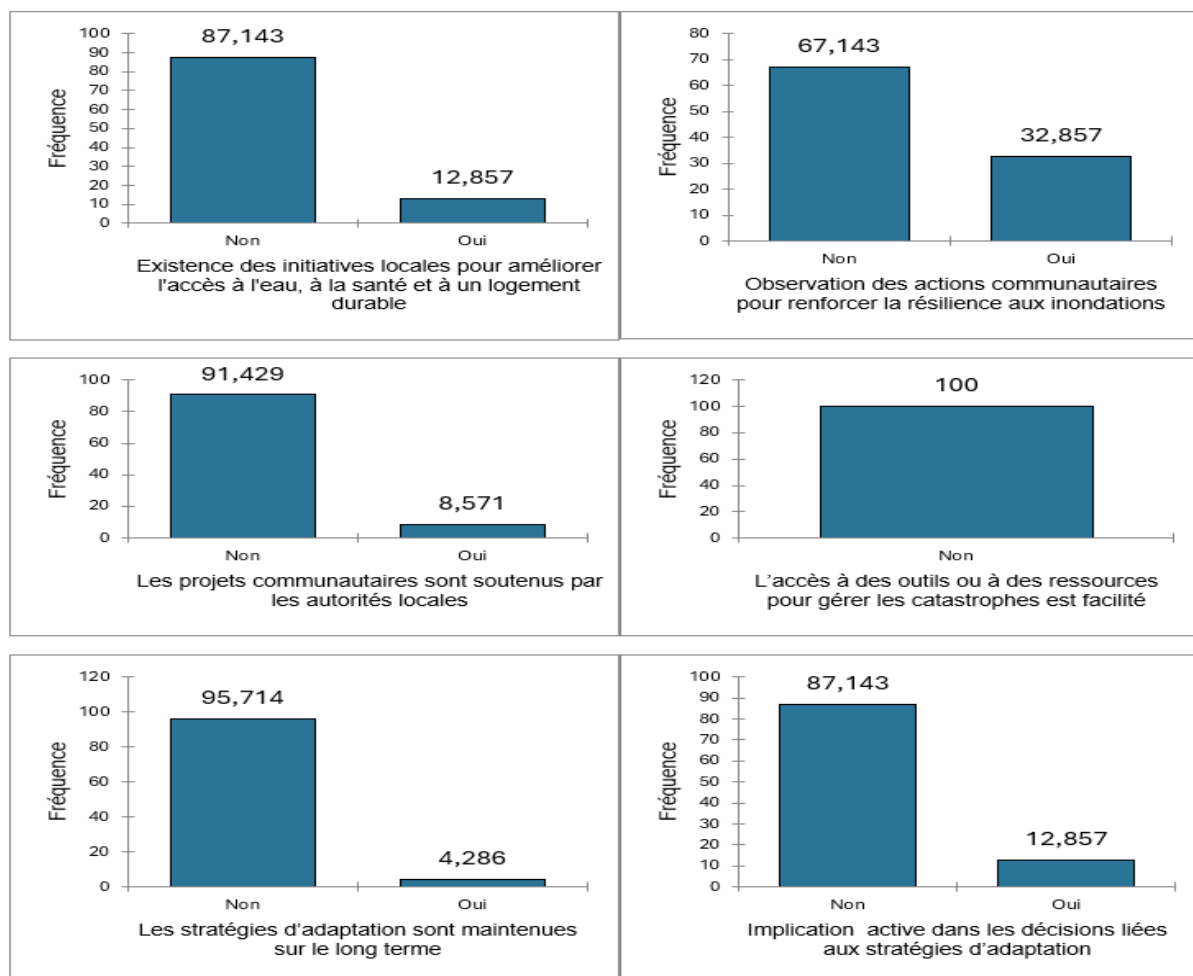 Fréquence
100
90
80
70
60
50
40
30
20
10
0
87,143
12,857
Non Oui
Existence des initiatives locales pour améliorer
l'accès à l'eau, à la santé et à un logement
durable
Fréquence
80
70
60
50
40
30
20
10
0
67,143
32,857
Non Oui
Observation des actions communautaires
pour renforcer la résilience aux inondations
Fréquence
100
80
60
40
20
0
91,429
8,571
Non Oui
Les projets communautaires sont soutenus par
les autorités locales
Fréquence
120
100
80
60
40
20
0
100
Non
L’accès à des outils ou à des ressources
pour gérer les catastrophes est facilité
Fréquence
120
100
80
60
40
20
0
95,714
4,286
Non Oui
Les stratégies d’adaptation sont maintenues
sur le long terme
Fréquence
100
90
80
70
60
50
40
30
20
10
0
87,143
12,857
Non Oui
Implication active dans les décisions liées
aux stratégies d’adaptation